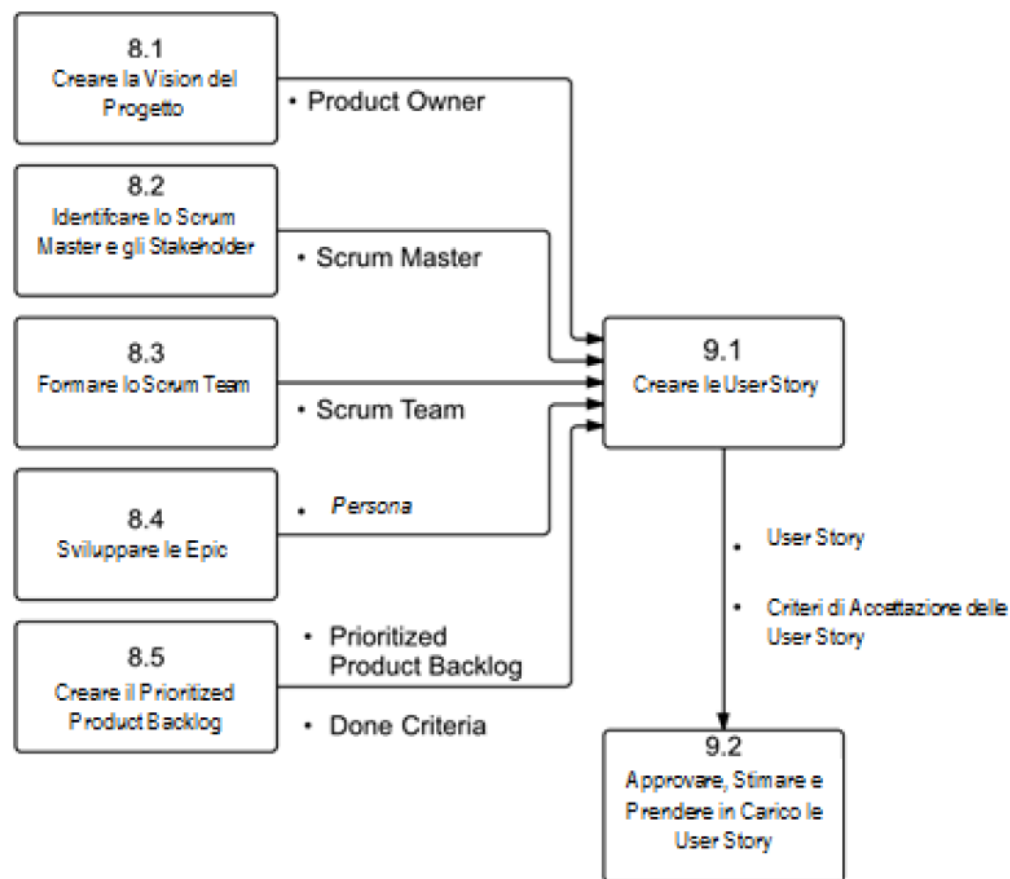 8.1
Creare la Vision del
Progetto
• Product Owner
8.2
Identifcare lo Scrum
Master e gli Stakeholder
• Scrum Master
8.3
Formare lo Scrum Team
• Scrum Team
8.4
Sviluppare le Epic
• Persona
8.5
Creare il Prioritized
Product Backlog
• Prioritized
Product Backlog
• Done Criteria
9.1
Creare le User Story
• User Story
• Criteri di Accettazione delle
User Story
9.2
Approvare, Stimare e
Prendere in Carico le
User Story